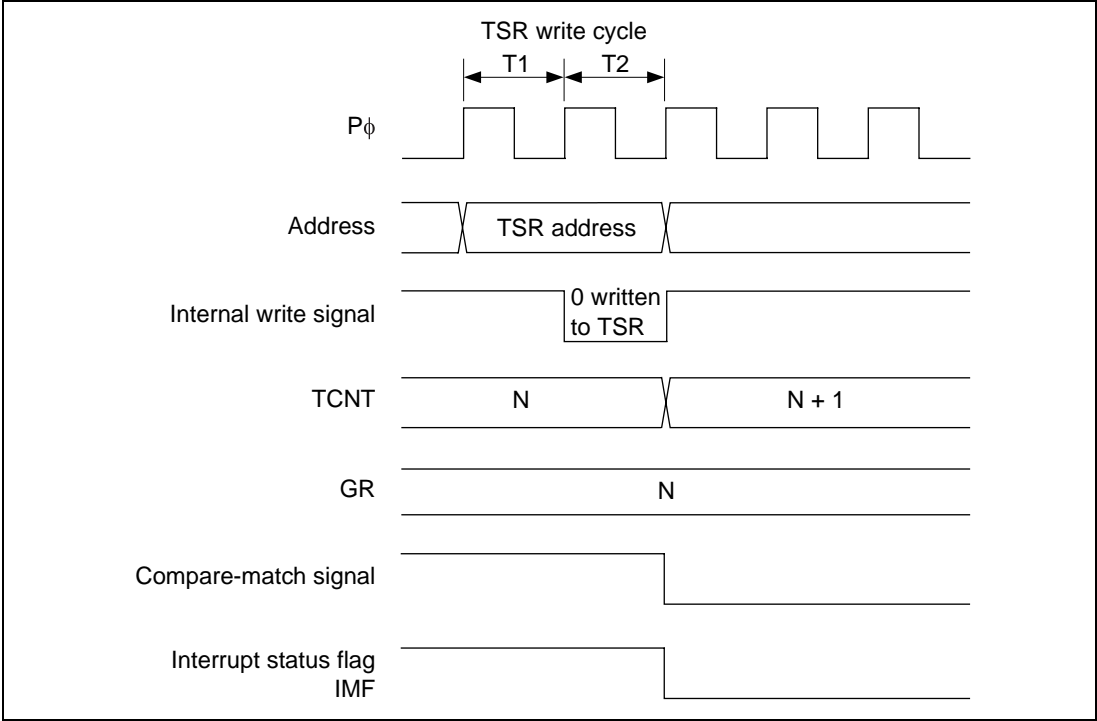 TSR write cycle
T1 T2
Pϕ
Address TSR address
Internal write signal 0 written
to TSR
TCNT N N + 1
GR N
Compare-match signal
Interrupt status flag
IMF